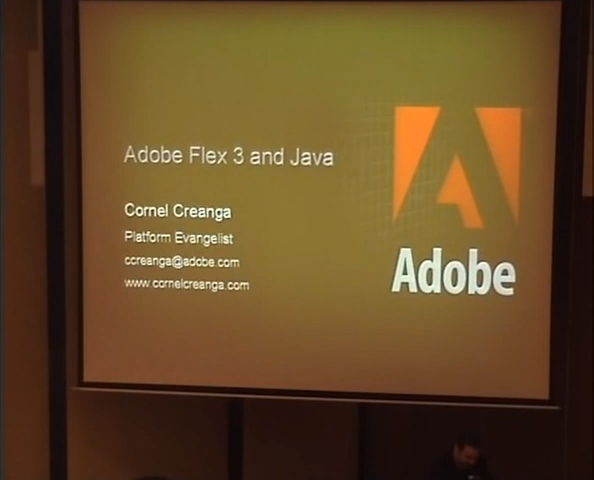 Adobe Flex 3 and Java
Cornel Creanga
Platform Evangelist
ccreanga@adobe.com
www.cornelcreanga.com
Adobe